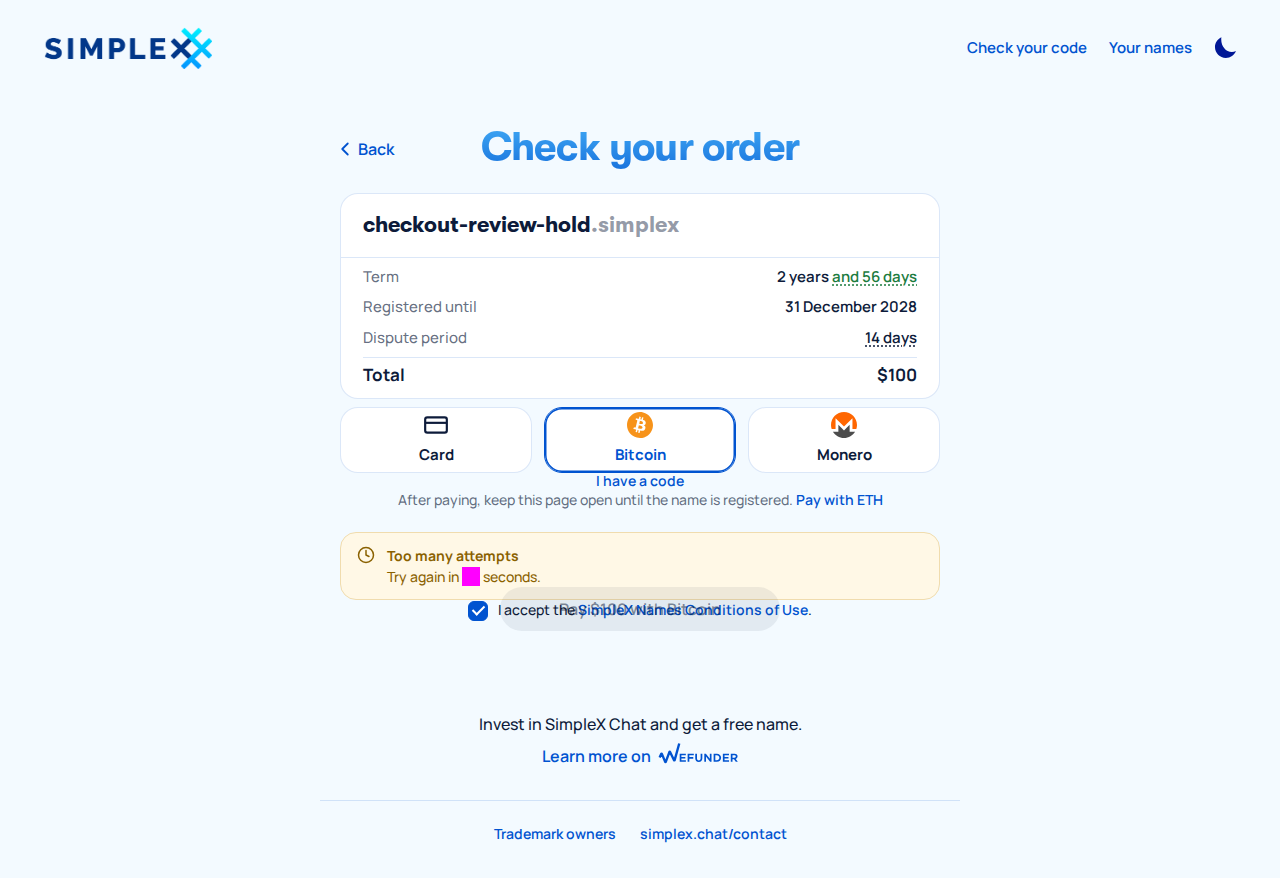 SIMPLEX
Check your code
Your names
Back
Check your order
checkout-review-hold.simplex
Term
2 years and 56 days
Registered until
31 December 2028
Dispute period
14 days
Total
$100
Card
Bitcoin
Monero
I have a code
After paying, keep this page open until the name is registered. Pay with ETH
Too many attempts
Try again in seconds.
Pay $100 with Bitcoin
I accept the SimpleX Names Conditions of Use.
Invest in SimpleX Chat and get a free name.
Learn more on WEFUNDER
Trademark owners
simplex.chat/contact